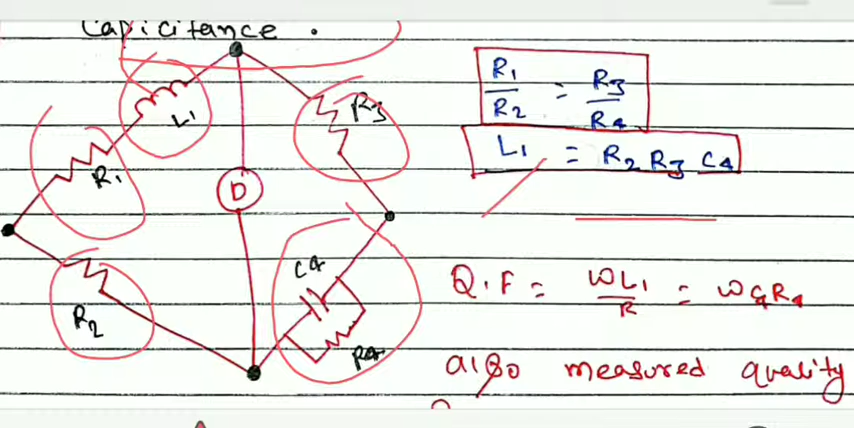 Capicitance .
L1
R3
R1
D
C4
R2
R4
R1/R2 = R3/R4
L1 = R2 R3 C4
Q.F = ωL1/R = ωC4R4
also measured quality